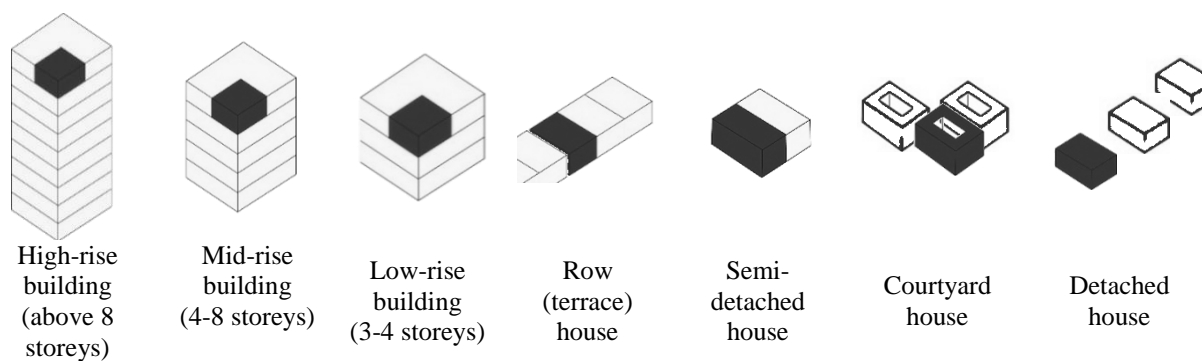 High-rise
building
(above 8
storeys)
Mid-rise
building
(4-8 storeys)
Low-rise
building
(3-4 storeys)
Row
(terrace)
house
Semi-
detached
house
Courtyard
house
Detached
house